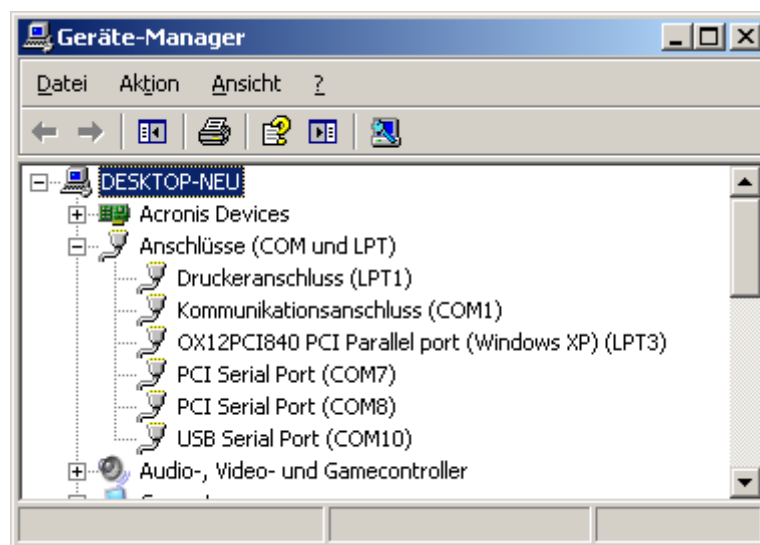 Geräte-Manager
Datei Aktion Ansicht ?
DESKTOP-NEU
Acronis Devices
Anschlüsse (COM und LPT)
Druckeranschluss (LPT1)
Kommunikationsanschluss (COM1)
OX12PCI840 PCI Parallel port (Windows XP) (LPT3)
PCI Serial Port (COM7)
PCI Serial Port (COM8)
USB Serial Port (COM10)
Audio-, Video- und Gamecontroller